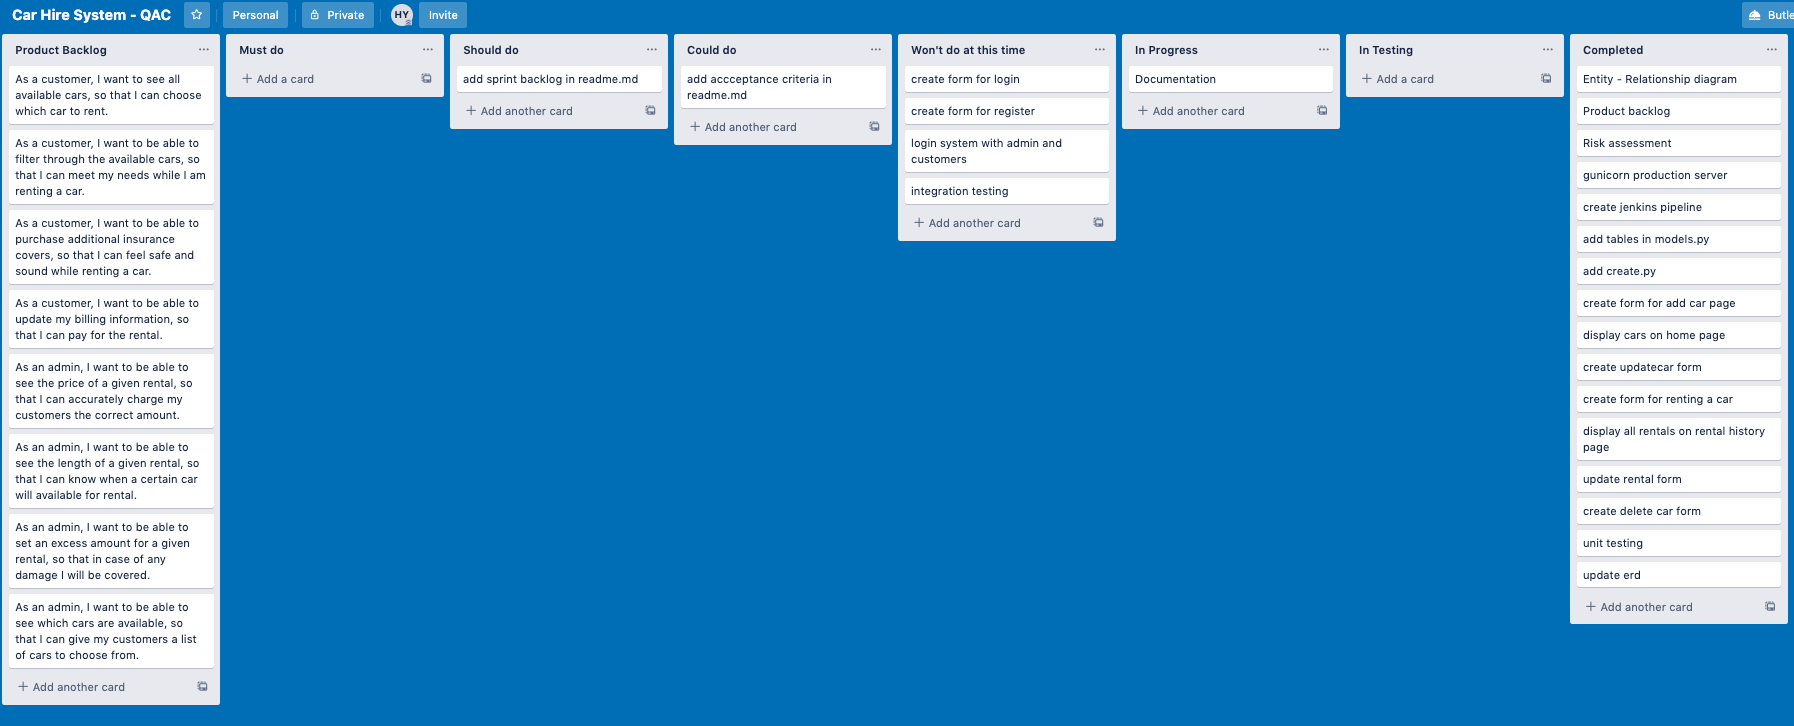 Car Hire System - QAC
Personal
Private
HY
Invite
Butle
Product Backlog
As a customer, I want to see all
available cars, so that I can choose
which car to rent.
As a customer, I want to be able to
filter through the available cars, so
that I can meet my needs while I am
renting a car.
As a customer, I want to be able to
purchase additional insurance
covers, so that I can feel safe and
sound while renting a car.
As a customer, I want to be able to
update my billing information, so
that I can pay for the rental.
As an admin, I want to be able to
see the price of a given rental, so
that I can accurately charge my
customers the correct amount.
As an admin, I want to be able to
see the length of a given rental, so
that I can know when a certain car
will available for rental.
As an admin, I want to be able to
set an excess amount for a given
rental, so that in case of any
damage I will be covered.
As an admin, I want to be able to
see which cars are available, so
that I can give my customers a list
of cars to choose from.
+ Add another card
Must do
+ Add a card
Should do
add sprint backlog in readme.md
+ Add another card
Could do
add accceptance criteria in
readme.md
+ Add another card
Won't do at this time
create form for login
create form for register
login system with admin and
customers
integration testing
+ Add another card
In Progress
Documentation
+ Add another card
In Testing
+ Add a card
Completed
Entity - Relationship diagram
Product backlog
Risk assessment
gunicorn production server
create jenkins pipeline
add tables in models.py
add create.py
create form for add car page
display cars on home page
create updatecar form
create form for renting a car
display all rentals on rental history
page
update rental form
create delete car form
unit testing
update erd
+ Add another card